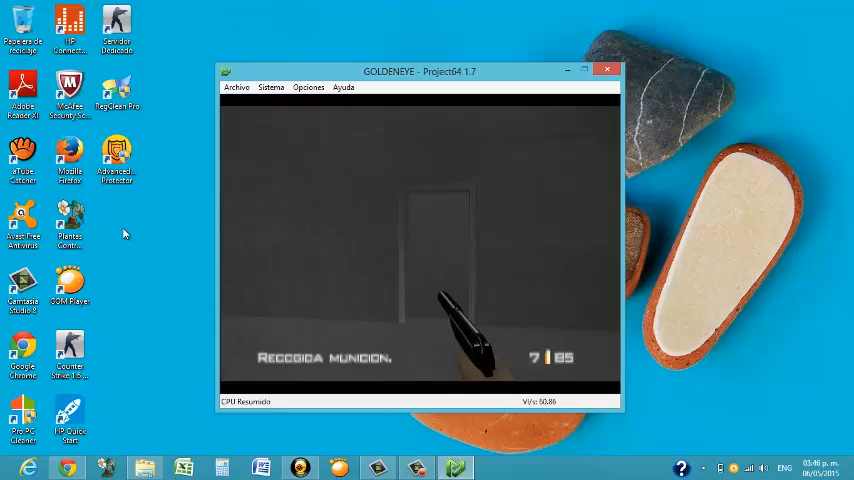 Papelera de
reciclaje
HP
Connect...
Servidor
Dedicado
Adobe
Reader XI
McAfee
Security Sc...
RegClean Pro
aTube
Catcher
Mozilla
Firefox
Advanced...
Protector
Avast Free
Antivirus
Plantas
Contr...
Camtasia
Studio 8
GOM Player
Google
Chrome
Counter
Strike 1.6 ...
Pro PC
Cleaner
HP Quick
Start
GOLDENEYE - Project64 1.7
Archivo Sistema Opciones Ayuda
Recogida municion.
7 85
CPU Resumido
VI/s: 60.86
ENG
03:46 p. m.
06/05/2015